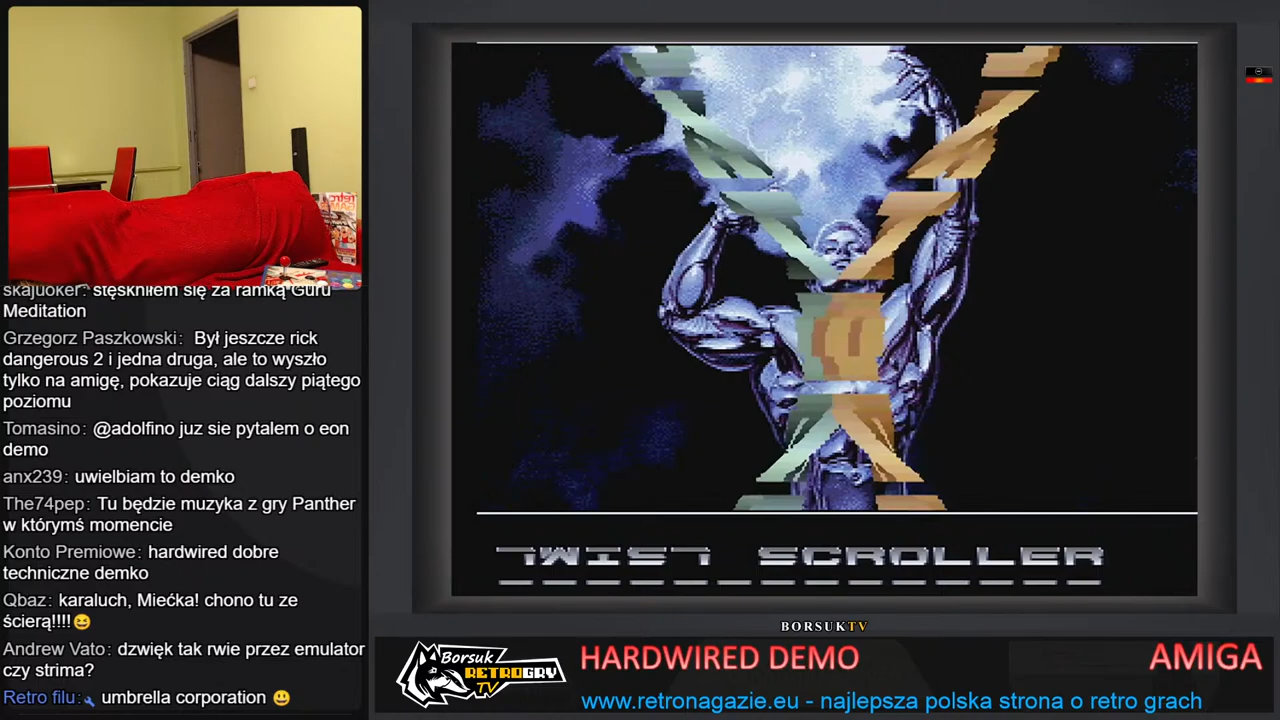 skajuoker: stęskniłem się za ramką Guru
Meditation
Grzegorz Paszkowski: Był jeszcze rick
dangerous 2 i jedna druga, ale to wyszło
tylko na amigę, pokazuje ciąg dalszy piątego
poziomu
Tomasino: @adolfino juz sie pytalem o eon
demo
anx239: uwielbiam to demko
The74pep: Tu będzie muzyka z gry Panther
w którymś momencie
Konto Premiowe: hardwired dobre
techniczne demko
Qbaz: karaluch, Miećka! chono tu ze
ścierą!!!!😆
Andrew Vato: dzwięk tak rwie przez emulator
czy strima?
Retro filu: umbrella corporation 😃
TWIST SCROLLER
BORSUKTV
Borsuk
RETROGRY
TV
HARDWIRED DEMO
AMIGA
www.retronagazie.eu - najlepsza polska strona o retro grach